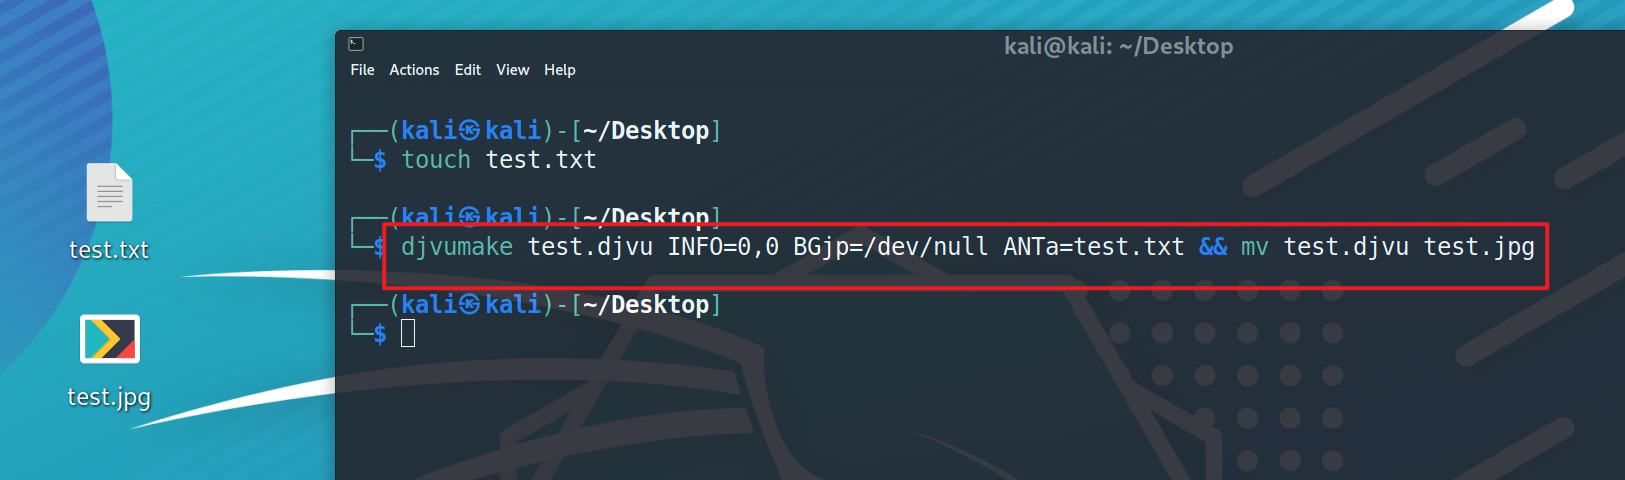 kali@kali: ~/Desktop
File Actions Edit View Help
┌──(kali㉿kali)-[~/Desktop]
└─$ touch test.txt
┌──(kali㉿kali)-[~/Desktop]
└─$ djvumake test.djvu INFO=0,0 BGjp=/dev/null ANTa=test.txt && mv test.djvu test.jpg
┌──(kali㉿kali)-[~/Desktop]
└─$
test.txt
test.jpg